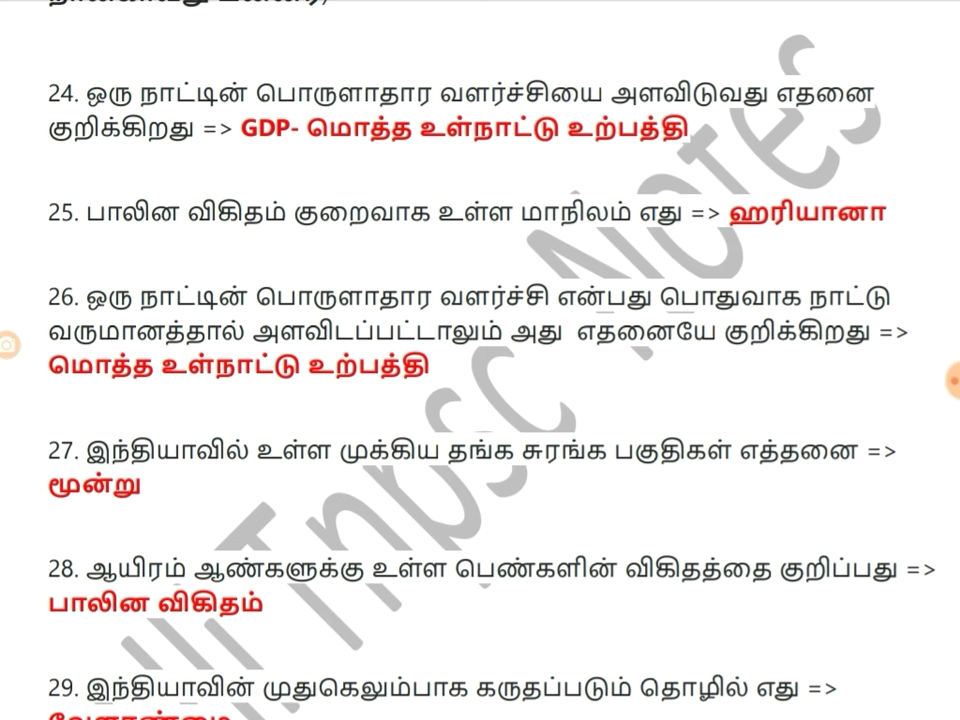 24. ஒரு நாட்டின் பொருளாதார வளர்ச்சியை அளவிடுவது எதனை
குறிக்கிறது => GDP- மொத்த உள்நாட்டு உற்பத்தி
25. பாலின விகிதம் குறைவாக உள்ள மாநிலம் எது => ஹரியானா
26. ஒரு நாட்டின் பொருளாதார வளர்ச்சி என்பது பொதுவாக நாட்டு
வருமானத்தால் அளவிடப்பட்டாலும் அது எதனையே குறிக்கிறது =>
மொத்த உள்நாட்டு உற்பத்தி
27. இந்தியாவில் உள்ள முக்கிய தங்க சுரங்க பகுதிகள் எத்தனை =>
மூன்று
28. ஆயிரம் ஆண்களுக்கு உள்ள பெண்களின் விகிதத்தை குறிப்பது =>
பாலின விகிதம்
29. இந்தியாவின் முதுகெலும்பாக கருதப்படும் தொழில் எது =>
Tnpsc Notes